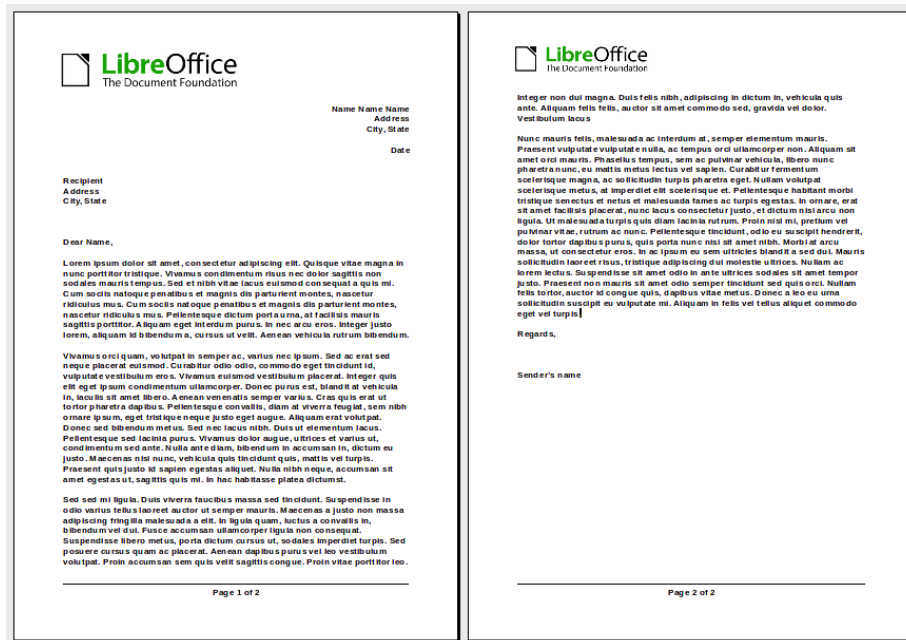 LibreOffice
The Document Foundation
Name Name Name
Address
City, State
Date
Recipient
Address
City, State
Dear Name,
Lorem ipsum dolor sit amet, consectetur adipiscing elit. Quisque vitae magna in
nunc porttitor tristique. Vivamus condimentum risus nec dolor sagittis non
sodales mauris tempus. Sed et nibh vitae lacus euismod consequat a quis mi.
Cum sociis natoque penatibus et magnis dis parturient montes, nascetur
ridiculus mus. Cum sociis natoque penatibus et magnis dis parturient montes,
nascetur ridiculus mus. Pellentesque dictum porta urna, at facilisis mauris
sagittis porttitor. Aliquam eget interdum purus. In nec arcu eros. Integer justo
lorem, aliquam id bibendum a, cursus ut velit. Aenean vehicula rutrum bibendum.
Vivamus orci quam, volutpat in semper ac, varius nec ipsum. Sed ac erat sed
neque placerat euismod. Curabitur odio odio, commodo eget tincidunt id,
vulputate vestibulum eros. Vivamus euismod vestibulum placerat. Integer quis
elit eget ipsum condimentum ullamcorper. Donec purus est, blandit at vehicula
in, iaculis sit amet libero. Aenean venenatis semper varius. Cras quis erat ut
tortor pharetra dapibus. Pellentesque convallis, diam at viverra feugiat, sem nibh
ornare ipsum, eget tristique neque justo eget augue. Aliquam erat volutpat.
Donec sed bibendum metus. Sed nec lacus nibh. Duis ut elementum lacus.
Pellentesque sed lacinia purus. Vivamus dolor augue, ultrices et varius ut,
condimentum sed ante. Nulla ante diam, bibendum in accumsan in, dictum eu
justo. Maecenas nisi nunc, vehicula quis tincidunt quis, mattis vel turpis.
Praesent quis justo id sapien egestas aliquet. Nulla nibh neque, accumsan sit
amet egestas ut, sagittis quis mi. In hac habitasse platea dictumst.
Sed sed mi ligula. Duis viverra faucibus massa sed tincidunt. Suspendisse in
odio varius tellus laoreet auctor ut semper mauris. Maecenas a justo non massa
adipiscing fringilla malesuada a elit. In ligula quam, luctus a convallis in,
bibendum vel dui. Fusce accumsan ullamcorper ligula non consequat.
Suspendisse libero metus, porta dictum cursus ut, sodales imperdiet turpis. Sed
posuere cursus quam ac placerat. Aenean dapibus purus vel leo vestibulum
volutpat. Proin accumsan sem quis velit sagittis congue. Proin vitae porttitor leo.
Page 1 of 2
LibreOffice
The Document Foundation
Integer non dui magna. Duis felis nibh, adipiscing in dictum in, vehicula quis
ante. Aliquam felis felis, auctor sit amet commodo sed, gravida vel dolor.
Vestibulum lacus
Nunc mauris felis, malesuada ac interdum at, semper elementum mauris.
Praesent vulputate vulputate nulla, ac tempus orci ullamcorper non. Aliquam sit
amet orci mauris. Phasellus tempus, sem ac pulvinar vehicula, libero nunc
pharetra nunc, eu mattis metus lectus vel sapien. Curabitur fermentum
scelerisque magna, ac sollicitudin turpis pharetra eget. Nullam volutpat
scelerisque metus, at imperdiet elit scelerisque et. Pellentesque habitant morbi
tristique senectus et netus et malesuada fames ac turpis egestas. In ornare, erat
sit amet facilisis placerat, nunc lacus consectetur justo, et dictum nisi arcu non
ligula. Ut malesuada turpis quis diam lacinia rutrum. Proin nisl mi, pretium vel
pulvinar vitae, rutrum ac nunc. Pellentesque tincidunt, odio eu suscipit hendrerit,
dolor tortor dapibus purus, quis porta nunc nisi sit amet nibh. Morbi at arcu
massa, ut consectetur eros. In ac ipsum eu sem ultricies blandit a sed dui. Mauris
sollicitudin laoreet risus, tristique adipiscing dui molestie ultrices. Nullam ac
lorem lectus. Suspendisse sit amet odio in ante ultrices sodales sit amet tempor
justo. Praesent non mauris sit amet odio semper tincidunt sed quis orci. Nullam
felis tortor, auctor id congue quis, dapibus vitae metus. Donec a leo eu urna
sollicitudin suscipit eu vulputate mi. Aliquam in felis vel tellus aliquet commodo
eget vel turpis
Regards,
Sender's name
Page 2 of 2